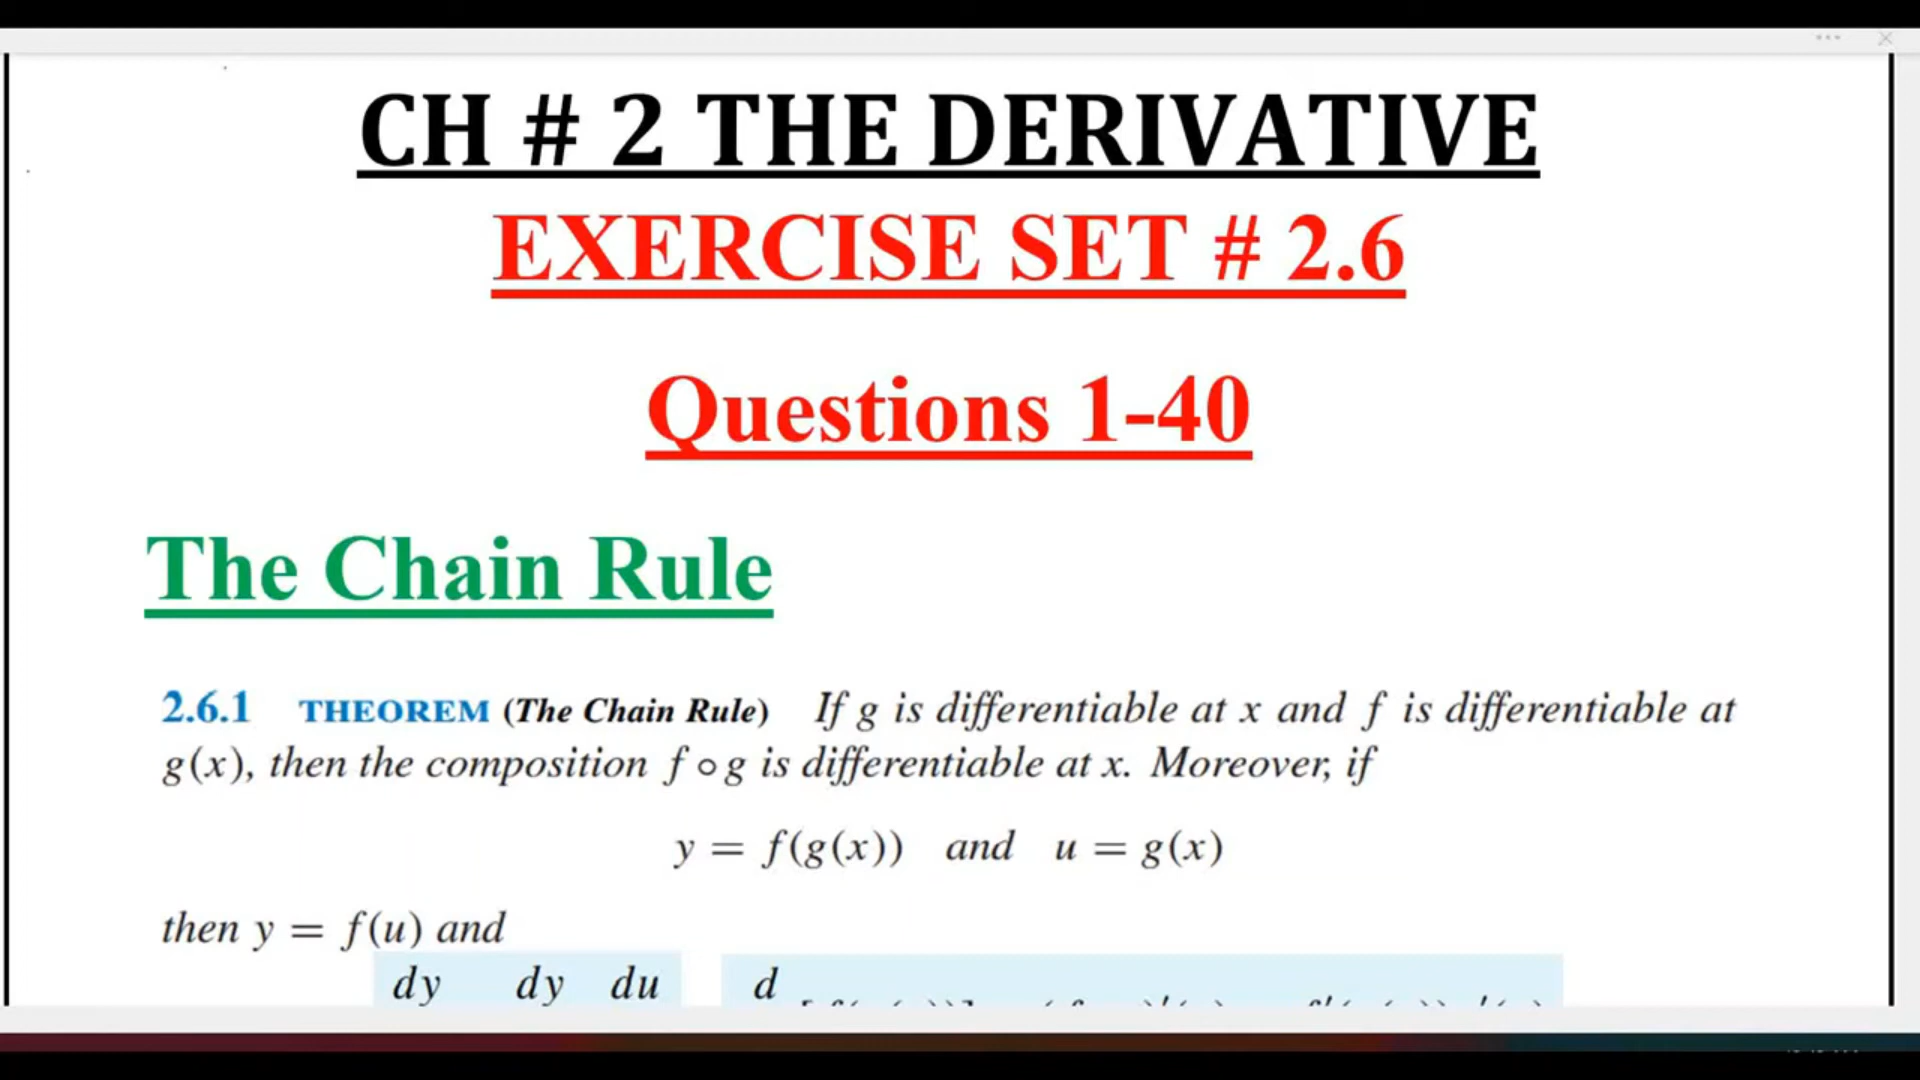 CH # 2 THE DERIVATIVE
EXERCISE SET # 2.6
Questions 1-40
The Chain Rule
2.6.1 THEOREM (The Chain Rule) If g is differentiable at x and f is differentiable at
g(x), then the composition f ∘ g is differentiable at x. Moreover, if
y = f(g(x)) and u = g(x)
then y = f(u) and
dy dy du d